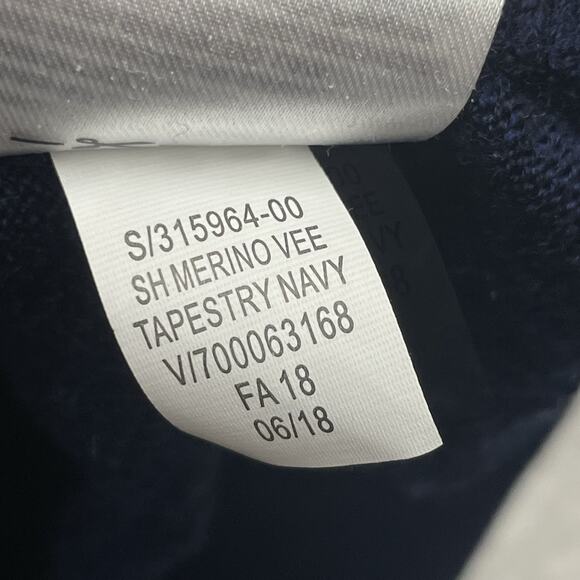 S/315964-00
SH MERINO VEE
TAPESTRY NAVY
V/700063168
FA 18
06/18